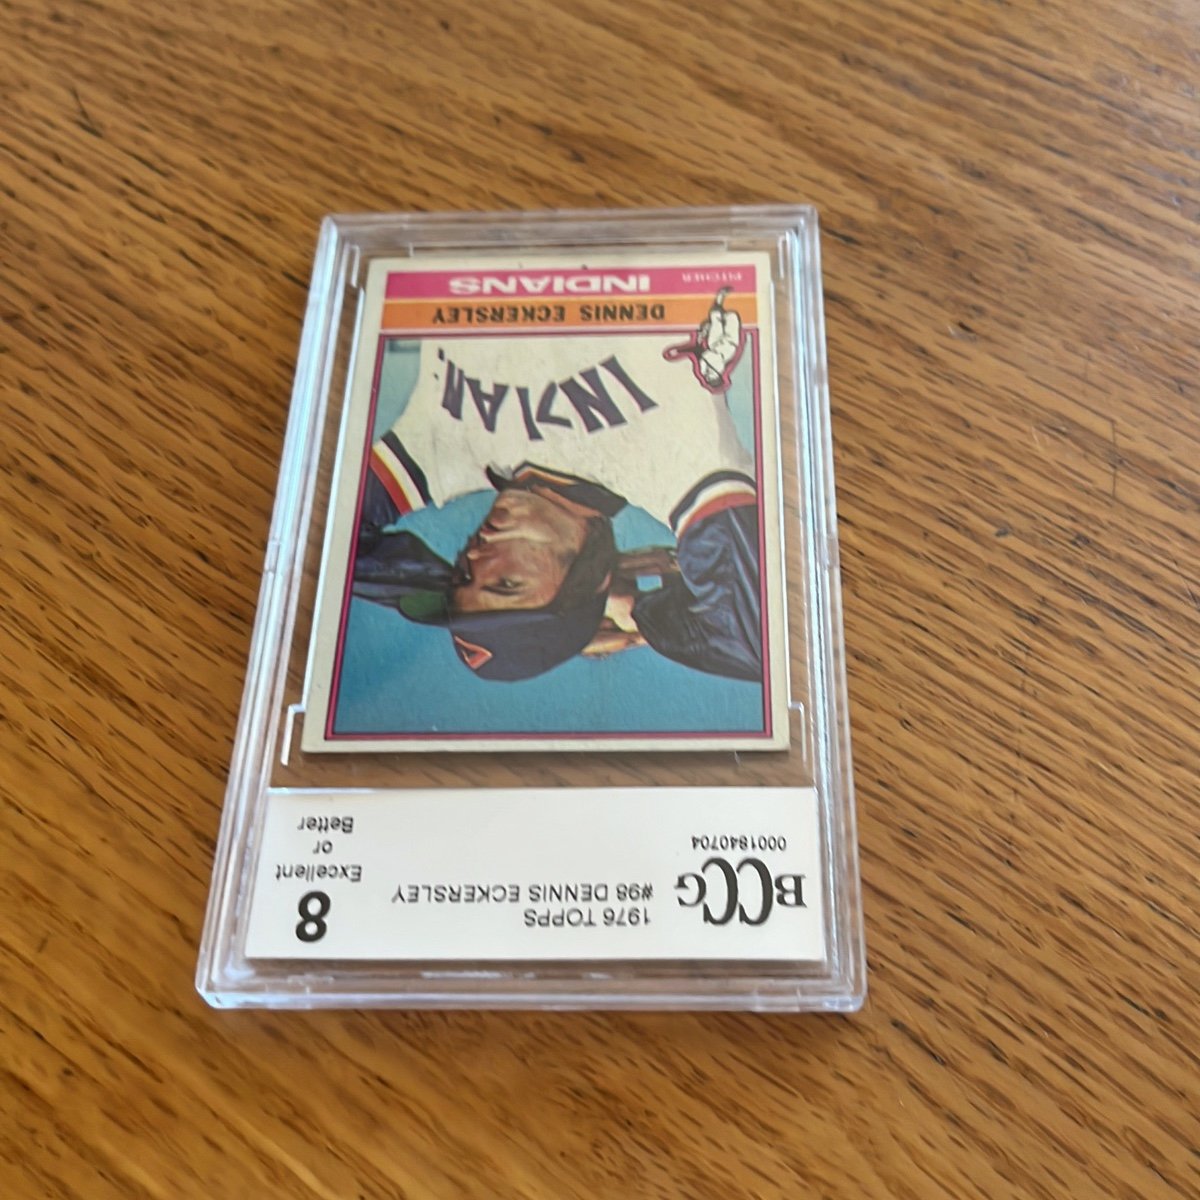 BCCG
0001840704
1976 TOPPS
#98 DENNIS ECKERSLEY
8
Excellent
or
Better
INDIAN
DENNIS ECKERSLEY
PITCHER
INDIANS